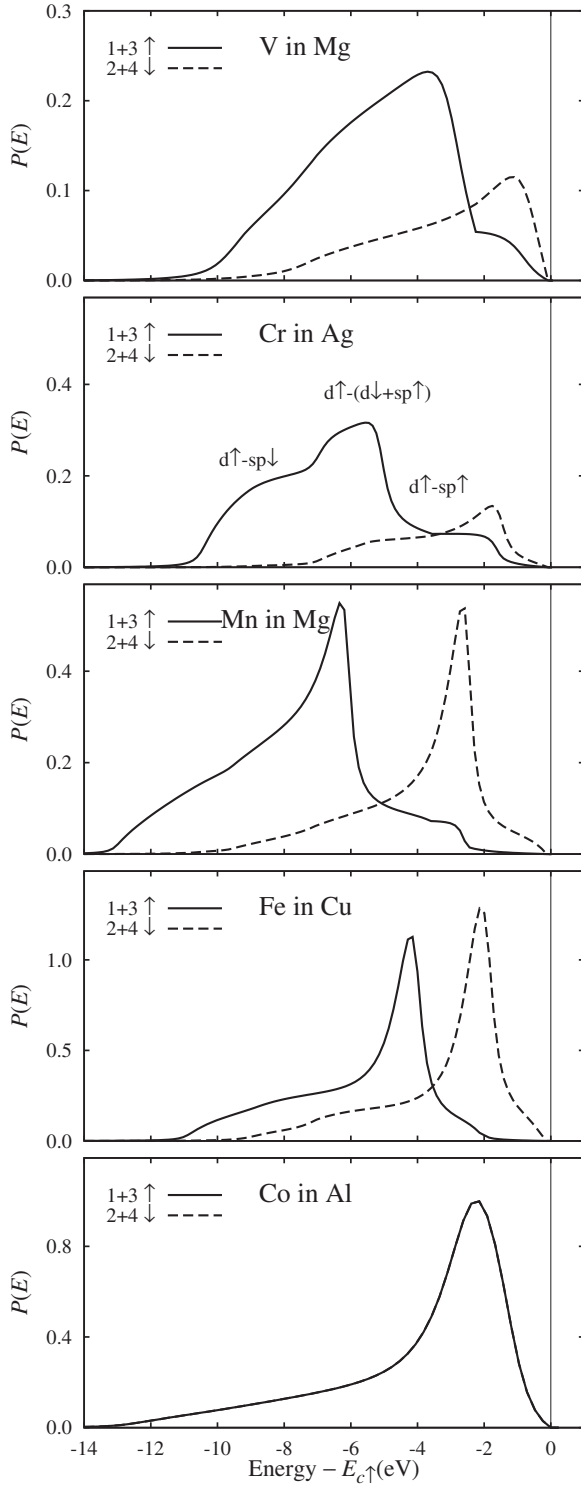 0.3
1+3 ↑
2+4 ↓
V in Mg
0.2
P(E)
0.1
0.0
1+3 ↑
2+4 ↓
Cr in Ag
d↑-(d↓+sp↑)
0.4
d↑-sp↓
d↑-sp↑
P(E)
0.2
0.0
1+3 ↑
2+4 ↓
Mn in Mg
0.4
P(E)
0.2
0.0
1+3 ↑
2+4 ↓
Fe in Cu
1.0
P(E)
0.5
0.0
1+3 ↑
2+4 ↓
Co in Al
0.8
P(E)
0.4
0.0
-14 -12 -10 -8 -6 -4 -2 0
Energy – Ec↑(eV)